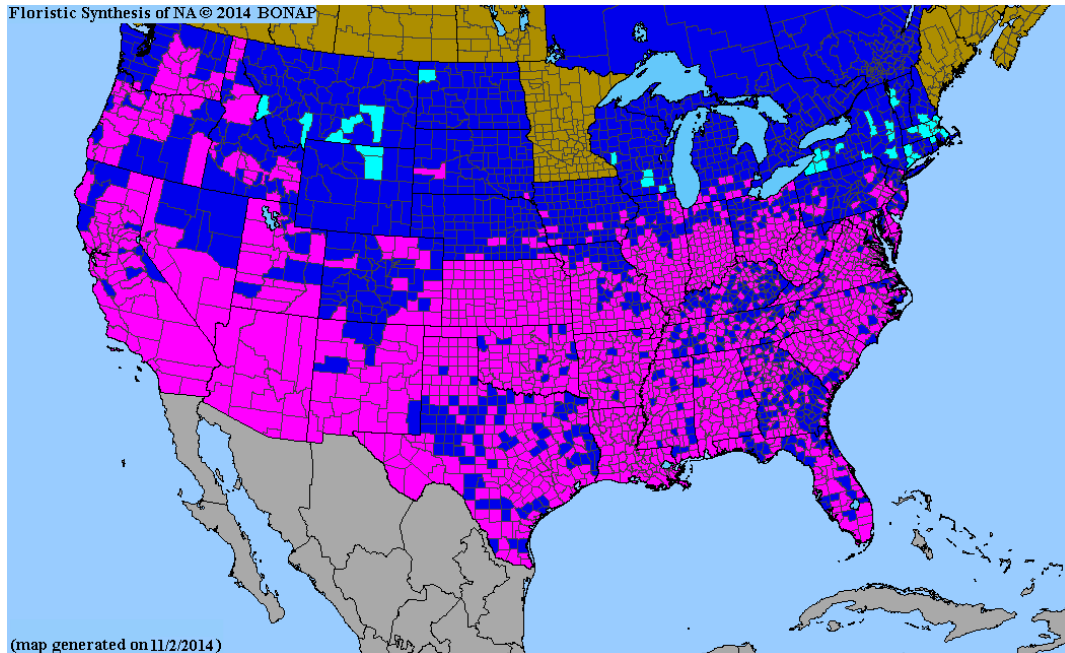 Floristic Synthesis of NA © 2014 BONAP
(map generated on 11/2/2014)